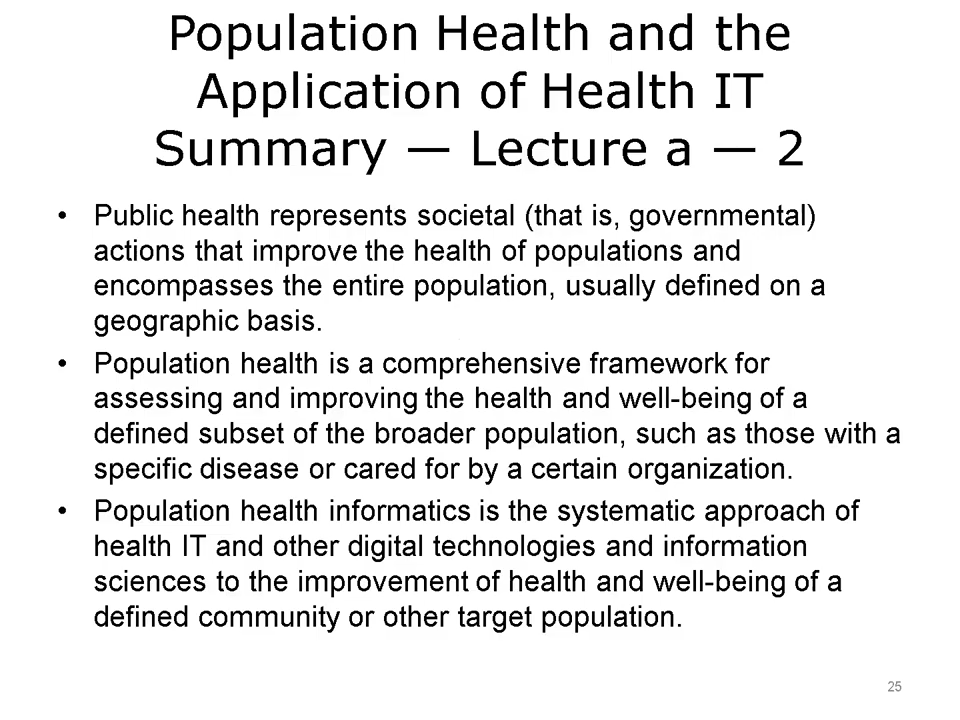 Population Health and the
Application of Health IT
Summary — Lecture a — 2
• Public health represents societal (that is, governmental)
actions that improve the health of populations and
encompasses the entire population, usually defined on a
geographic basis.
• Population health is a comprehensive framework for
assessing and improving the health and well-being of a
defined subset of the broader population, such as those with a
specific disease or cared for by a certain organization.
• Population health informatics is the systematic approach of
health IT and other digital technologies and information
sciences to the improvement of health and well-being of a
defined community or other target population.
25